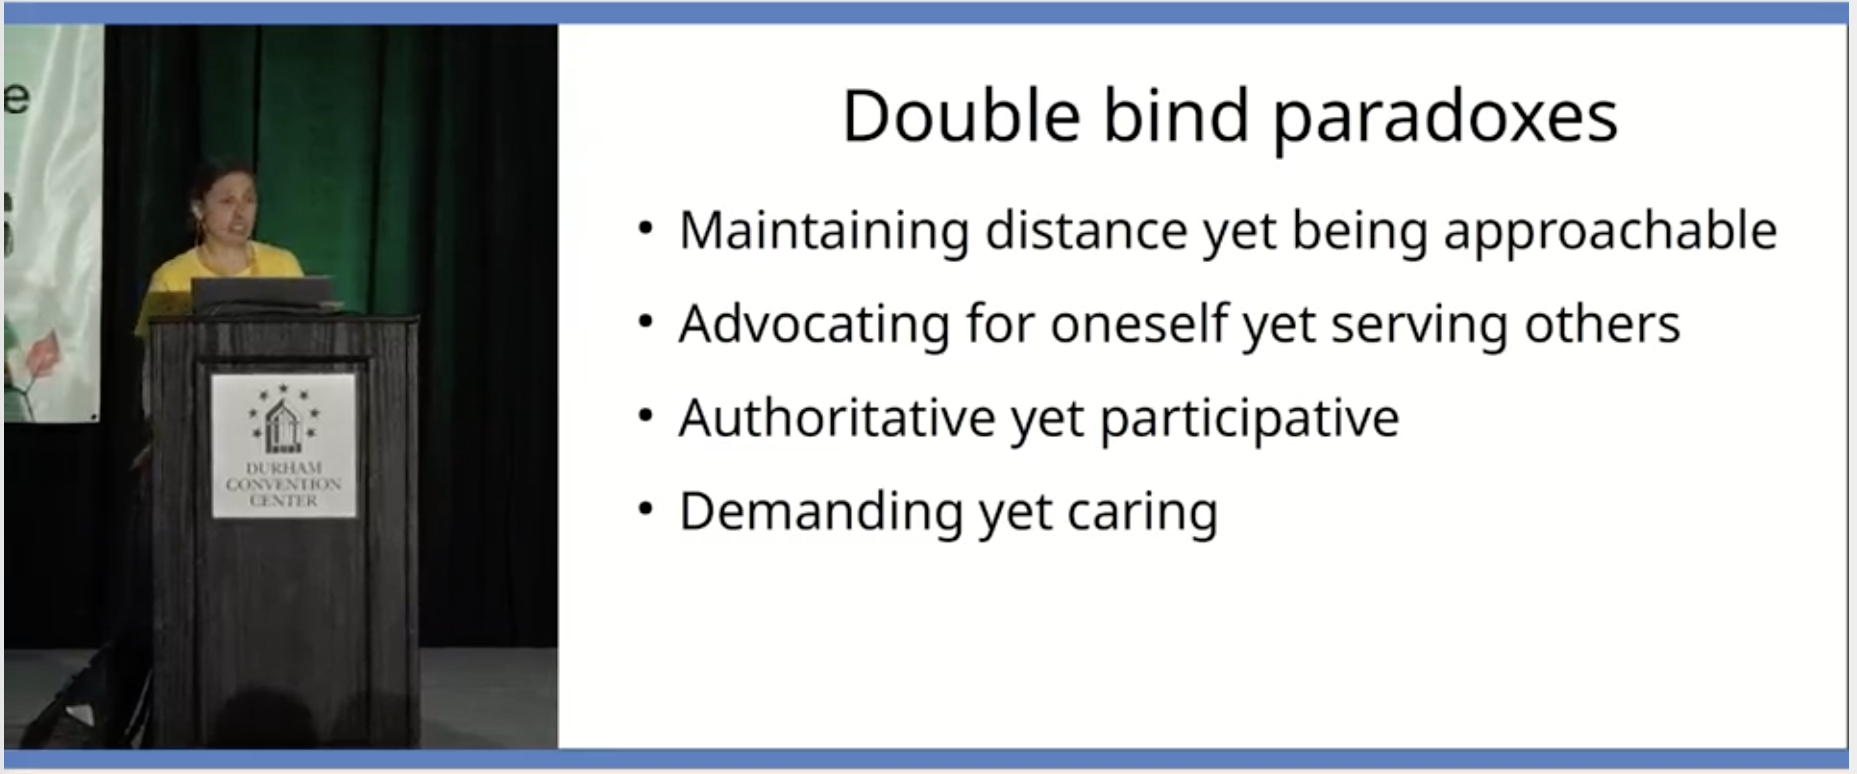 e
Double bind paradoxes
• Maintaining distance yet being approachable
• Advocating for oneself yet serving others
• Authoritative yet participative
• Demanding yet caring
DURHAM
CONVENTION
CENTER